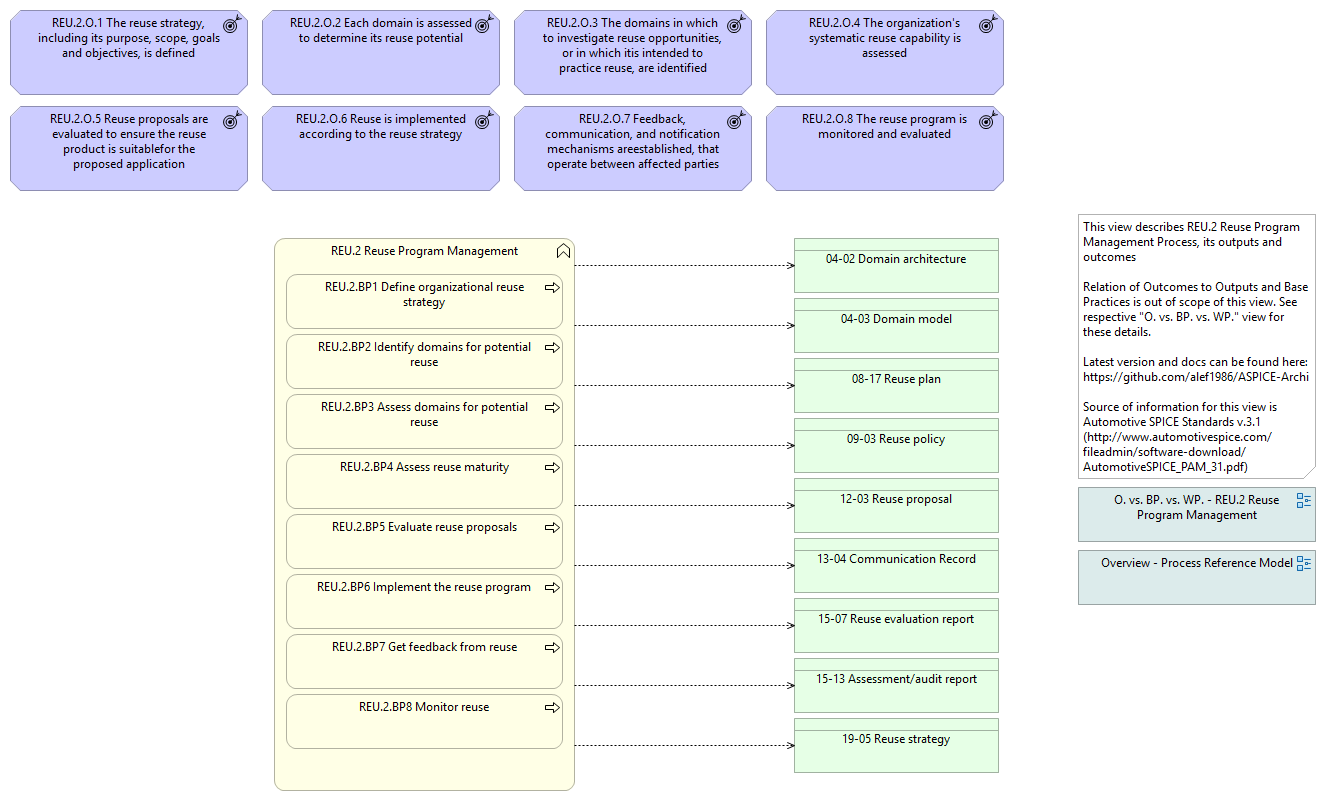 REU.2.O.1 The reuse strategy,
including its purpose, scope, goals
and objectives, is defined
REU.2.O.2 Each domain is assessed
to determine its reuse potential
REU.2.O.3 The domains in which
to investigate reuse opportunities,
or in which itis intended to
practice reuse, are identified
REU.2.O.4 The organization's
systematic reuse capability is
assessed
REU.2.O.5 Reuse proposals are
evaluated to ensure the reuse
product is suitablefor the
proposed application
REU.2.O.6 Reuse is implemented
according to the reuse strategy
REU.2.O.7 Feedback,
communication, and notification
mechanisms areestablished, that
operate between affected parties
REU.2.O.8 The reuse program is
monitored and evaluated
REU.2 Reuse Program Management
REU.2.BP1 Define organizational reuse
strategy
REU.2.BP2 Identify domains for potential
reuse
REU.2.BP3 Assess domains for potential
reuse
REU.2.BP4 Assess reuse maturity
REU.2.BP5 Evaluate reuse proposals
REU.2.BP6 Implement the reuse program
REU.2.BP7 Get feedback from reuse
REU.2.BP8 Monitor reuse
04-02 Domain architecture
04-03 Domain model
08-17 Reuse plan
09-03 Reuse policy
12-03 Reuse proposal
13-04 Communication Record
15-07 Reuse evaluation report
15-13 Assessment/audit report
19-05 Reuse strategy
This view describes REU.2 Reuse Program
Management Process, its outputs and
outcomes
Relation of Outcomes to Outputs and Base
Practices is out of scope of this view. See
respective "O. vs. BP. vs. WP." view for
these details.
Latest version and docs can be found here:
https://github.com/alef1986/ASPICE-Archi
Source of information for this view is
Automotive SPICE Standards v.3.1
(http://www.automotivespice.com/
fileadmin/software-download/
AutomotiveSPICE_PAM_31.pdf)
O. vs. BP. vs. WP. - REU.2 Reuse
Program Management
Overview - Process Reference Model